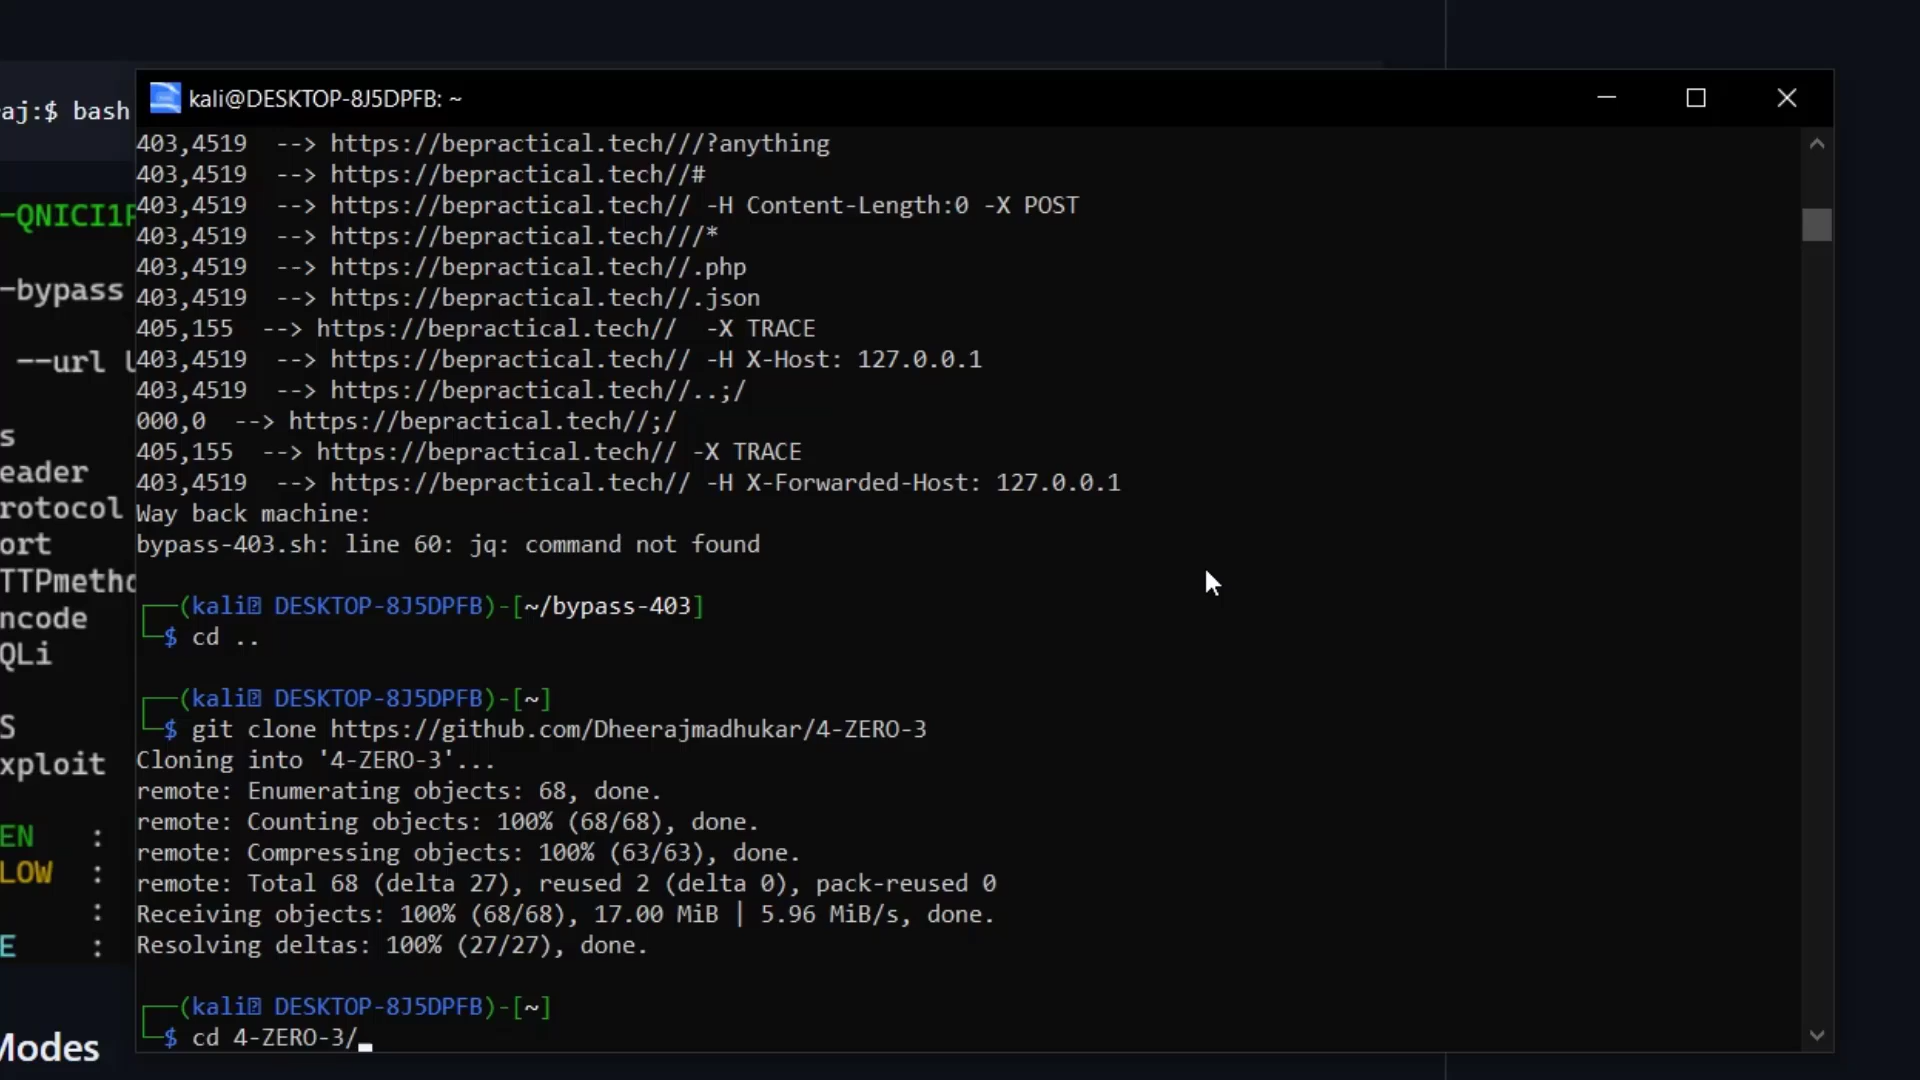 kali@DESKTOP-8J5DPFB: ~
403,4519  --> https://bepractical.tech///?anything
403,4519  --> https://bepractical.tech//#
403,4519  --> https://bepractical.tech// -H Content-Length:0 -X POST
403,4519  --> https://bepractical.tech///*
403,4519  --> https://bepractical.tech//.php
403,4519  --> https://bepractical.tech//.json
405,155  --> https://bepractical.tech//  -X TRACE
403,4519  --> https://bepractical.tech// -H X-Host: 127.0.0.1
403,4519  --> https://bepractical.tech//..;/
000,0  --> https://bepractical.tech//;/
405,155  --> https://bepractical.tech// -X TRACE
403,4519  --> https://bepractical.tech// -H X-Forwarded-Host: 127.0.0.1
Way back machine:
bypass-403.sh: line 60: jq: command not found
┌──(kali DESKTOP-8J5DPFB)-[~/bypass-403]
└─$ cd ..
┌──(kali DESKTOP-8J5DPFB)-[~]
└─$ git clone https://github.com/Dheerajmadhukar/4-ZERO-3
Cloning into '4-ZERO-3'...
remote: Enumerating objects: 68, done.
remote: Counting objects: 100% (68/68), done.
remote: Compressing objects: 100% (63/63), done.
remote: Total 68 (delta 27), reused 2 (delta 0), pack-reused 0
Receiving objects: 100% (68/68), 17.00 MiB | 5.96 MiB/s, done.
Resolving deltas: 100% (27/27), done.
┌──(kali DESKTOP-8J5DPFB)-[~]
└─$ cd 4-ZERO-3/
aj:$ bash
-QNICI1
-bypass
--url
s
eader
rotocol
ort
TTPmetho
ncode
QLi
S
xploit
EN :
LOW :
:
E :
Modes